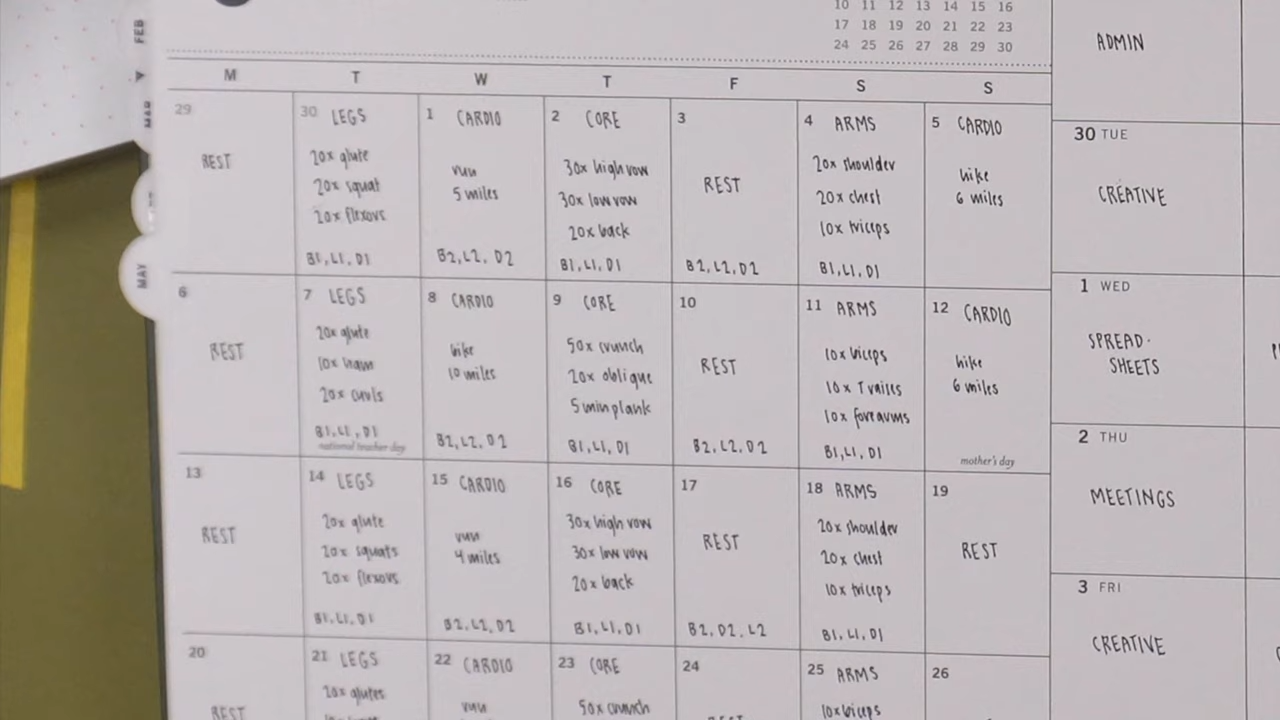 FEB
MAR
MAY
10 11 12 13 14 15 16
17 18 19 20 21 22 23
24 25 26 27 28 29 30
M T W T F S S
29
REST
30 LEGS
20x glute
20x squat
20x flexors
B1, L1, D1
1 CARDIO
run
5 miles
B2, L2, D2
2 CORE
30x high row
30x low row
20x back
B1, L1, D1
3
REST
B2, L2, D2
4 ARMS
20x shoulder
20x chest
10x triceps
B1, L1, D1
5 CARDIO
hike
6 miles
6
REST
7 LEGS
20x glute
10x
20x curls
B1, L1, D1
national teacher day
8 CARDIO
bike
10 miles
B2, L2, D2
9 CORE
50x crunch
20x oblique
5 min plank
B1, L1, D1
10
REST
B2, L2, D2
11 ARMS
10x biceps
10x T raises
10x forearms
B1, L1, D1
12 CARDIO
hike
6 miles
mother's day
13
REST
14 LEGS
20x glute
20x squats
20x flexors
B1, L1, D1
15 CARDIO
run
4 miles
B2, L2, D2
16 CORE
30x high row
30x low row
20x back
B1, L1, D1
17
REST
B2, D2, L2
18 ARMS
20x shoulder
20x chest
10x triceps
B1, L1, D1
19
REST
20
REST
21 LEGS
20x glutes
22 CARDIO
run
23 CORE
50x crunch
24
25 ARMS
10x biceps
26
ADMIN
30 TUE
CREATIVE
1 WED
SPREAD-
SHEETS
2 THU
MEETINGS
3 FRI
CREATIVE